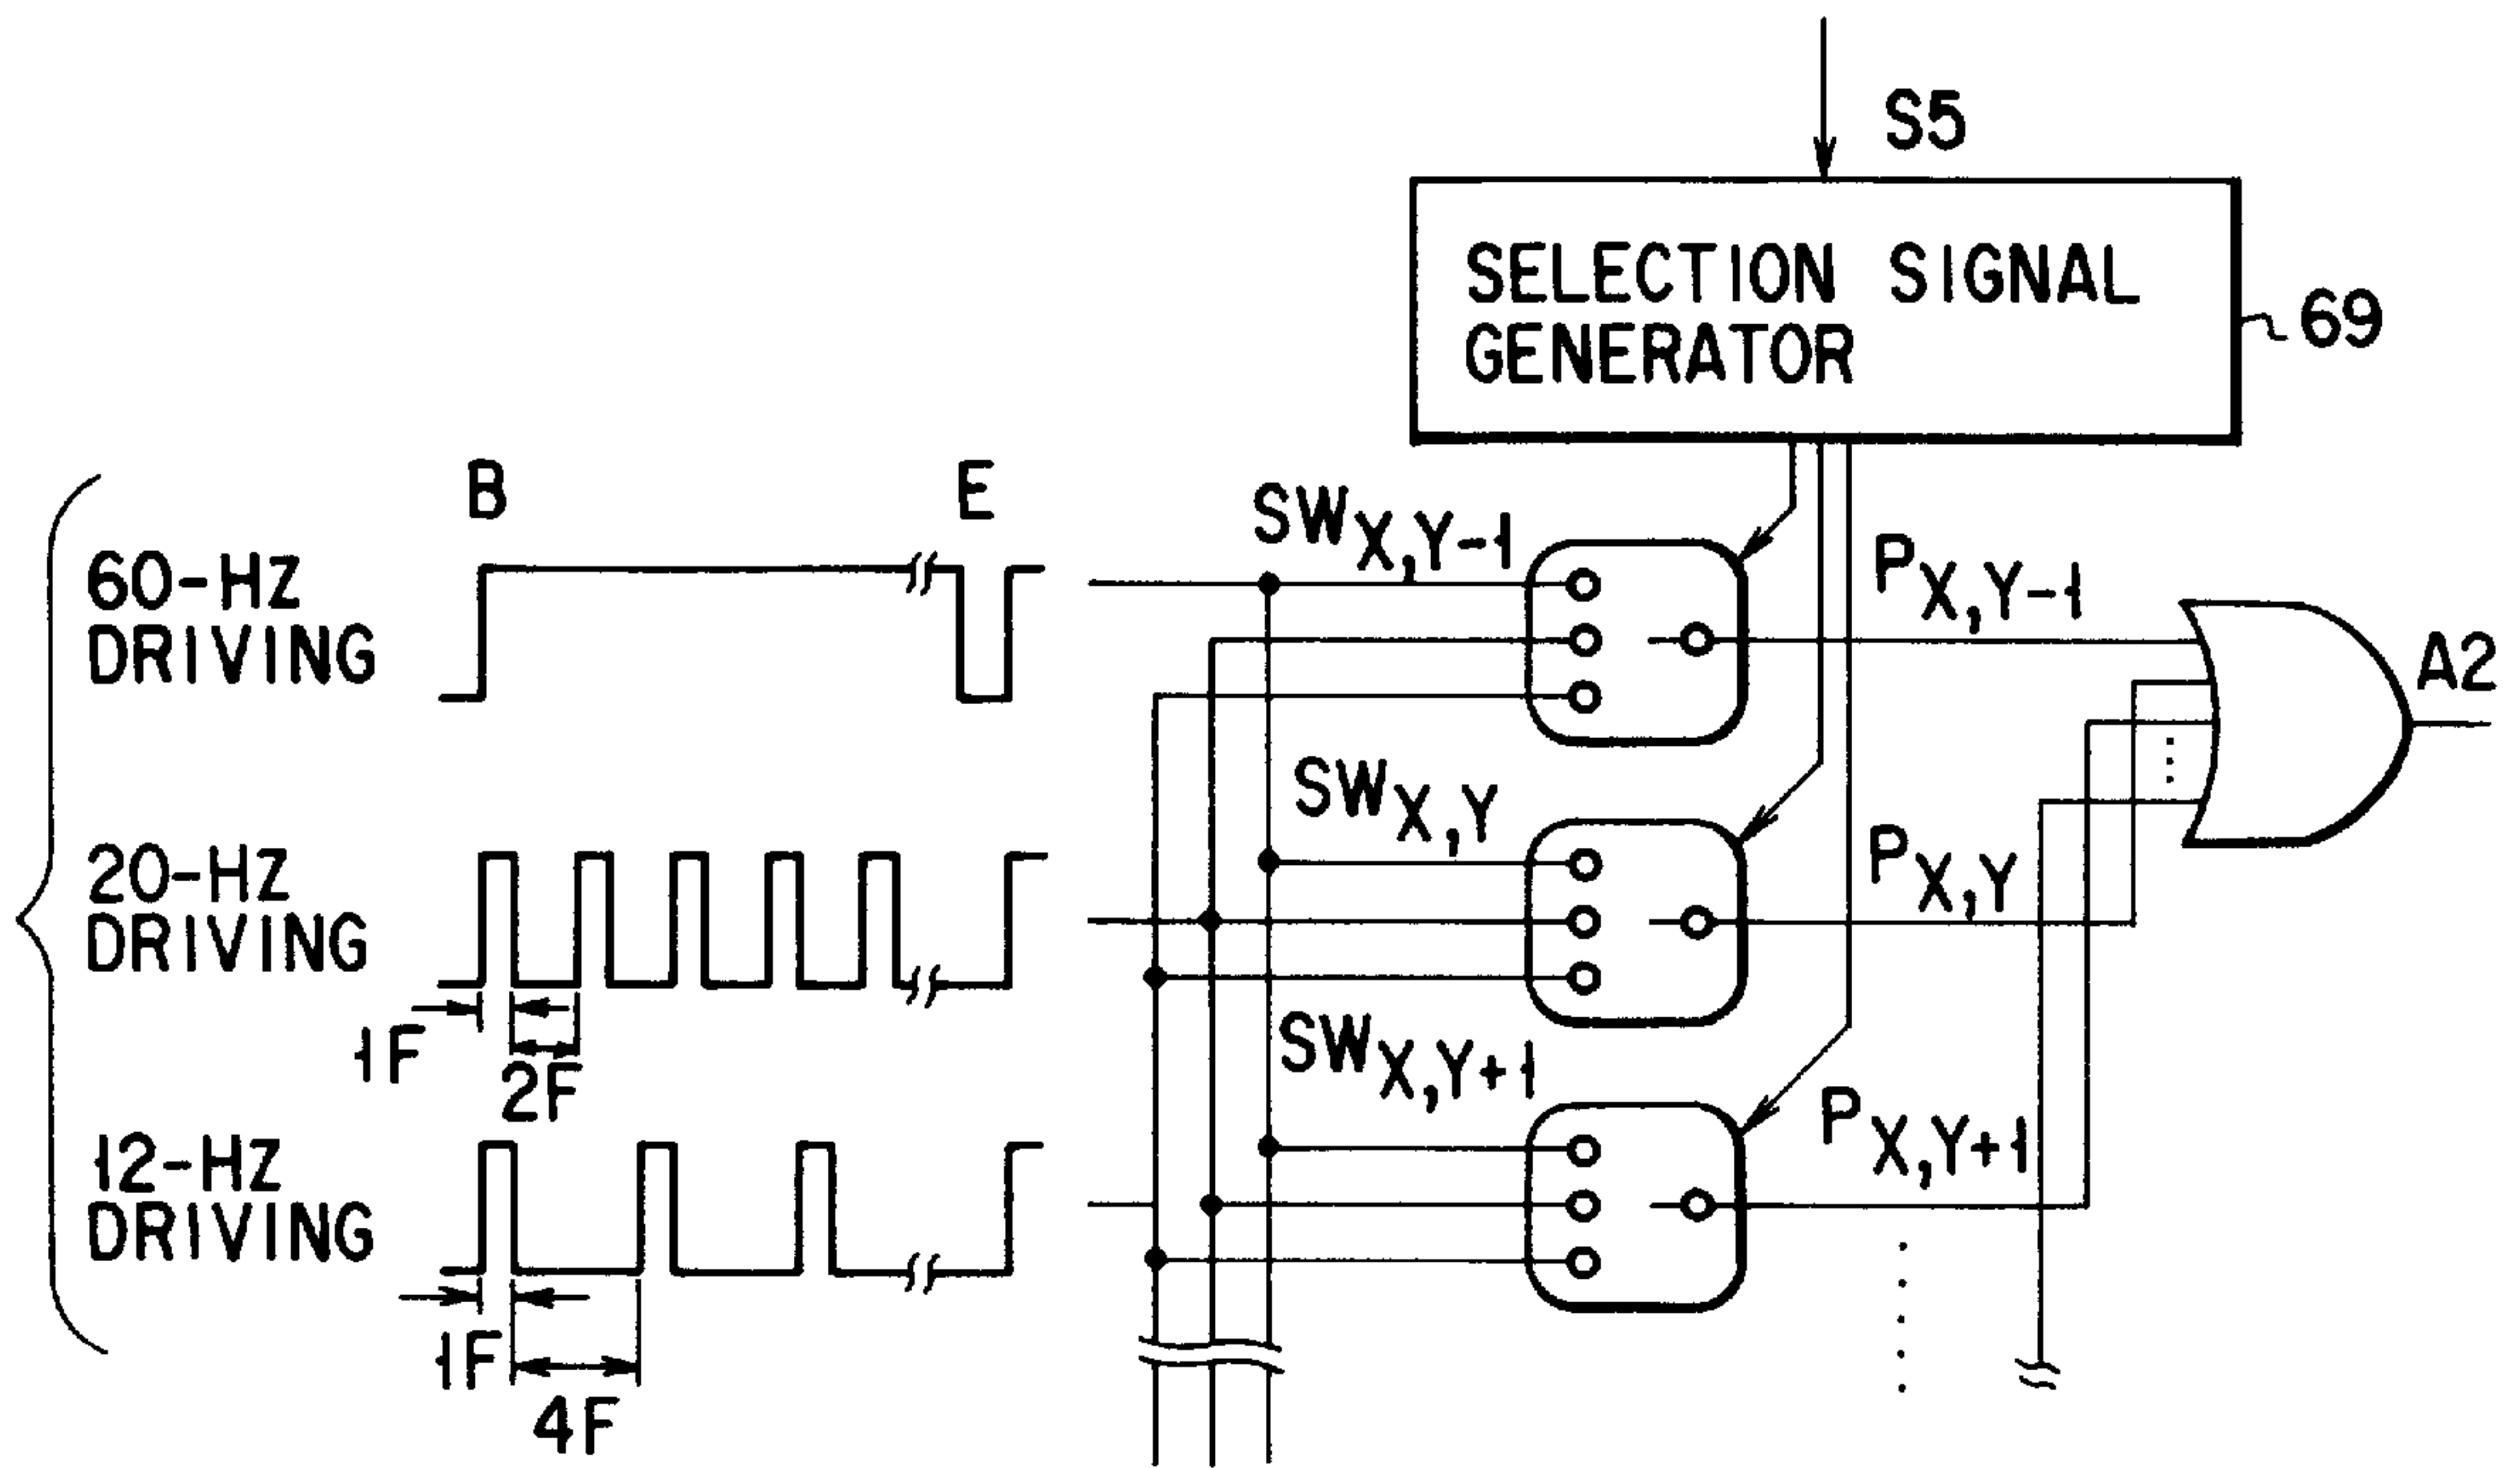 S5
SELECTION SIGNAL
GENERATOR
69
B
E
60-HZ
DRIVING
SWX,Y-1
PX,Y-1
A2
20-HZ
DRIVING
SWX,Y
PX,Y
1F
2F
SWX,Y+1
PX,Y+1
12-HZ
DRIVING
1F
4F